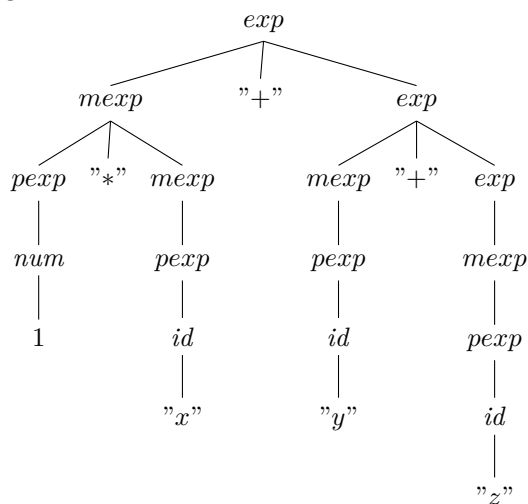 exp
mexp "+" exp
pexp "*" mexp mexp "+" exp
num pexp pexp mexp
1 id id pexp
"x" "y" id
"z"